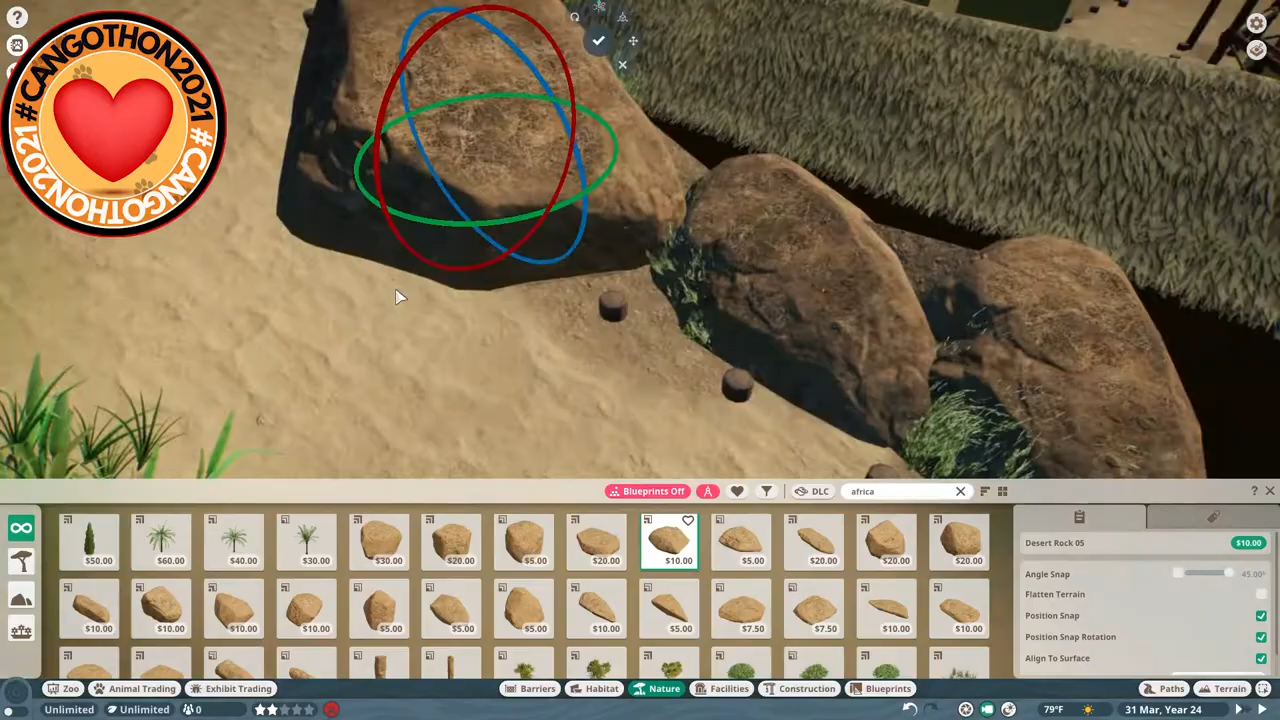 ?
#CANGOTHON2021
#CANGOTHON2021
Blueprints Off
DLC
africa
?
$50.00
$60.00
$40.00
$30.00
$30.00
$20.00
$5.00
$20.00
$10.00
$5.00
$20.00
$20.00
$20.00
$10.00
$10.00
$10.00
$10.00
$5.00
$5.00
$5.00
$10.00
$5.00
$7.50
$7.50
$10.00
$10.00
Desert Rock 05
$10.00
Angle Snap
45.00°
Flatten Terrain
Position Snap
Position Snap Rotation
Align To Surface
Zoo
Animal Trading
Exhibit Trading
Barriers
Habitat
Nature
Facilities
Construction
Blueprints
Paths
Terrain
Unlimited
Unlimited
0
79°F
31 Mar, Year 24